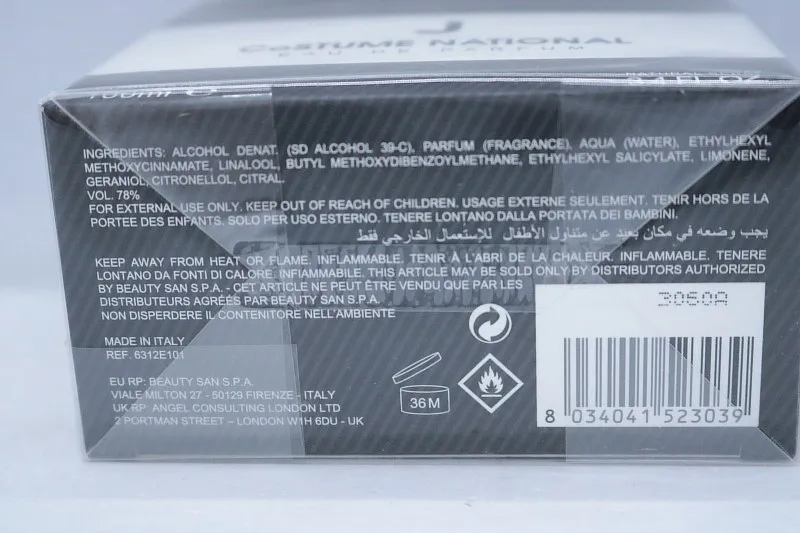 J
CoSTUME NATIONAL
EAU DE PARFUM
100ml e
3.4 FL. OZ
INGREDIENTS: ALCOHOL DENAT. (SD ALCOHOL 39-C), PARFUM (FRAGRANCE), AQUA (WATER), ETHYLHEXYL
METHOXYCINNAMATE, LINALOOL, BUTYL METHOXYDIBENZOYLMETHANE, ETHYLHEXYL SALICYLATE, LIMONENE,
GERANIOL, CITRONELLOL, CITRAL.
VOL. 78%
FOR EXTERNAL USE ONLY. KEEP OUT OF REACH OF CHILDREN. USAGE EXTERNE SEULEMENT. TENIR HORS DE LA
PORTEE DES ENFANTS. SOLO PER USO ESTERNO. TENERE LONTANO DALLA PORTATA DEI BAMBINI.
يجب وضعه في مكان بعيد عن متناول الأطفال للإستعمال الخارجي فقط
KEEP AWAY FROM HEAT OR FLAME. INFLAMMABLE. TENIR À L'ABRI DE LA CHALEUR. INFLAMMABLE. TENERE
LONTANO DA FONTI DI CALORE. INFIAMMABILE. THIS ARTICLE MAY BE SOLD ONLY BY DISTRIBUTORS AUTHORIZED
BY BEAUTY SAN S.P.A. - CET ARTICLE NE PEUT ÊTRE VENDU QUE PAR LES
DISTRIBUTEURS AGRÉES PAR BEAUTY SAN S.P.A.
NON DISPERDERE IL CONTENITORE NELL'AMBIENTE
MADE IN ITALY
REF. 6312E101
EU RP: BEAUTY SAN S.P.A.
VIALE MILTON 27 - 50129 FIRENZE - ITALY
UK RP: ANGEL CONSULTING LONDON LTD
2 PORTMAN STREET – LONDON W1H 6DU - UK
36 M
3060A
8 034041 523039